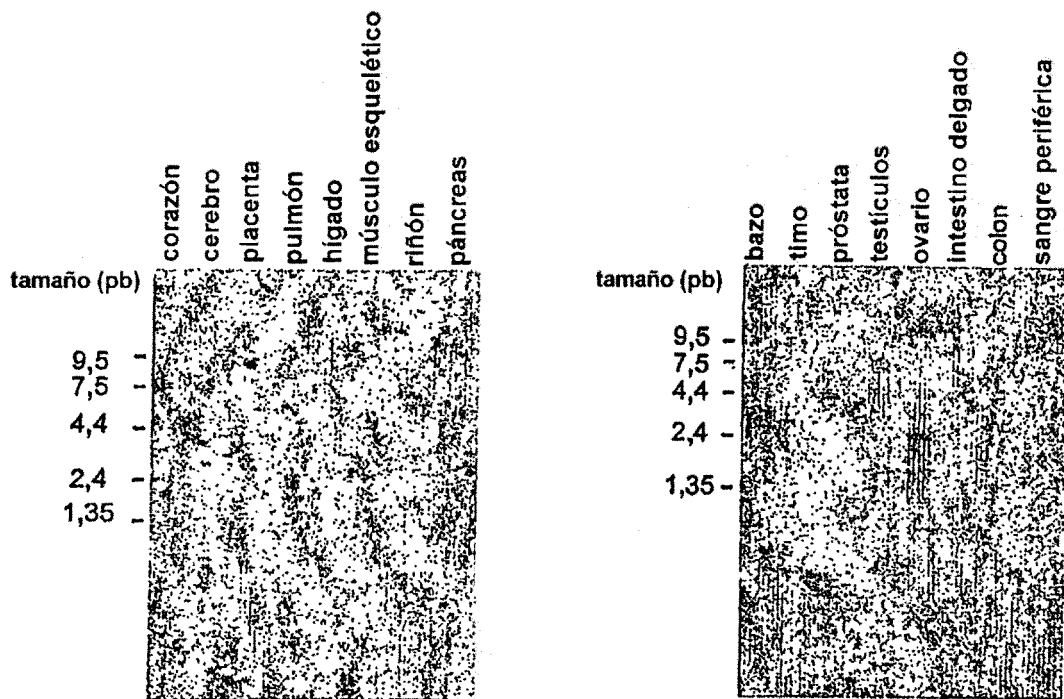 corazón
cerebro
placenta
pulmón
hígado
músculo esquelético
riñón
páncreas
tamaño (pb)
9,5
7,5
4,4
2,4
1,35
bazo
timo
próstata
testículos
ovario
intestino delgado
colon
sangre periférica
tamaño (pb)
9,5
7,5
4,4
2,4
1,35